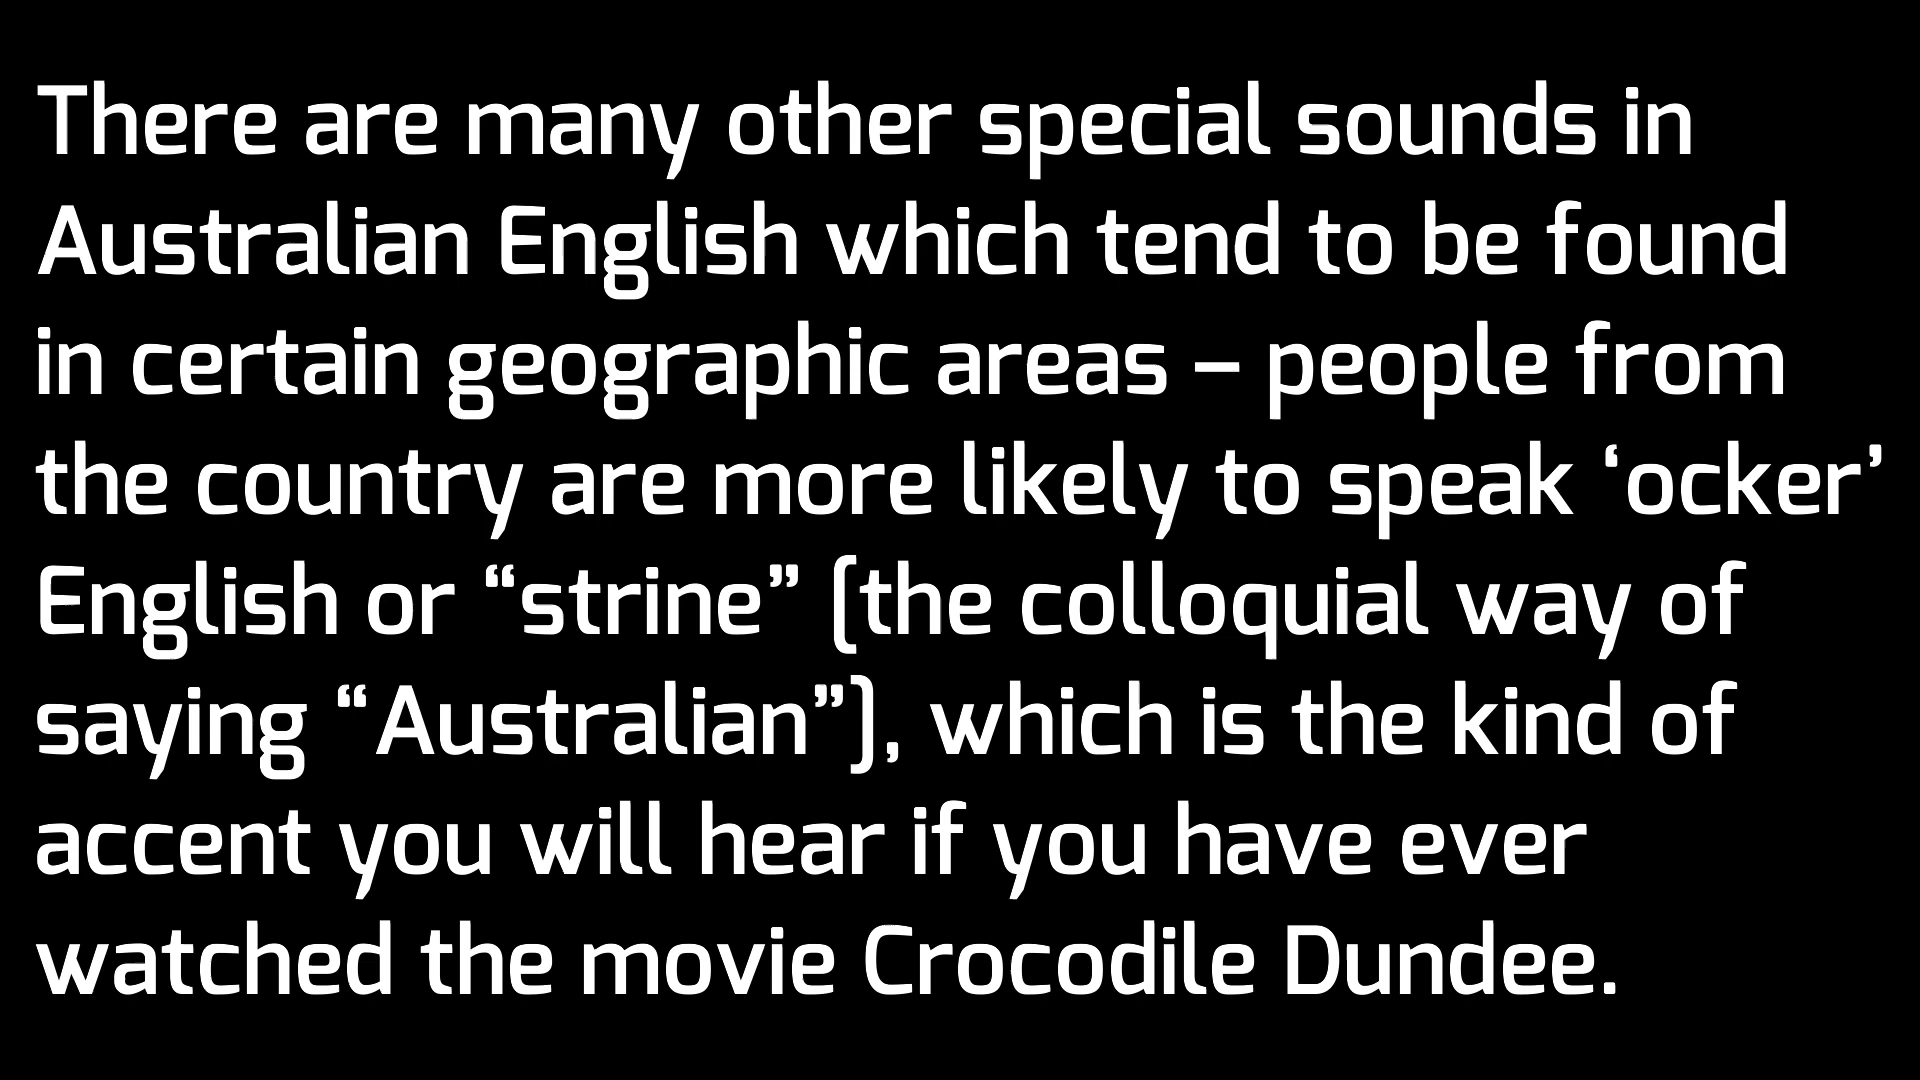 There are many other special sounds in
Australian English which tend to be found
in certain geographic areas – people from
the country are more likely to speak ‘ocker’
English or “strine” (the colloquial way of
saying “Australian”), which is the kind of
accent you will hear if you have ever
watched the movie Crocodile Dundee.